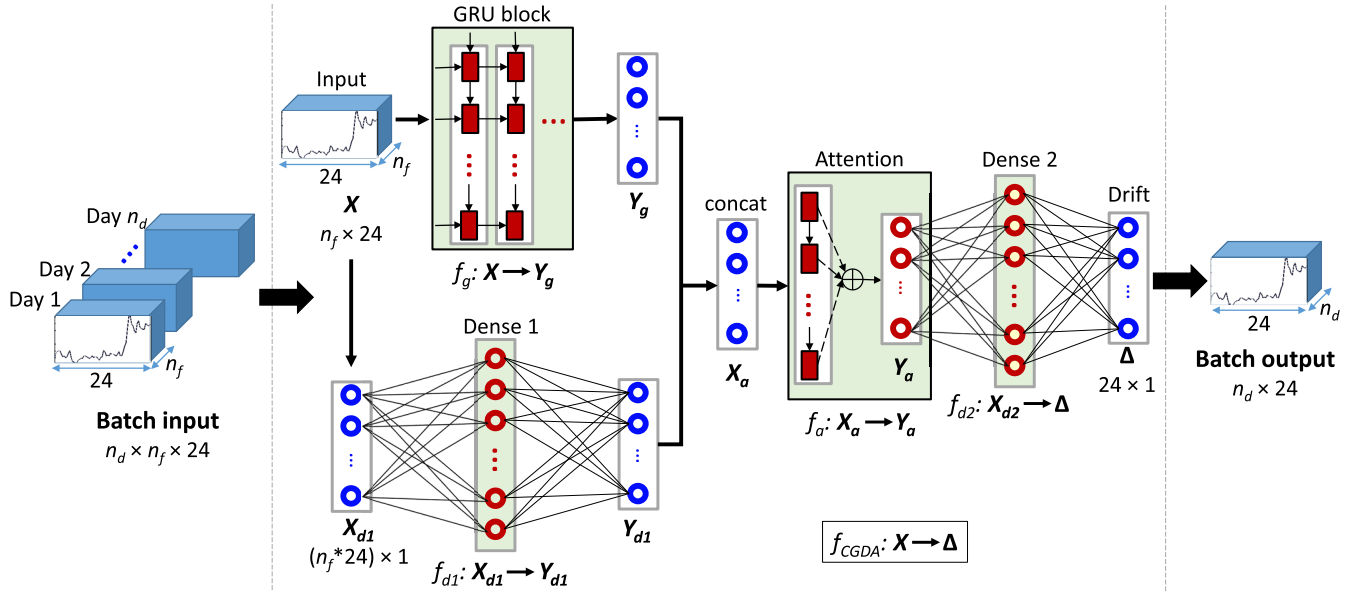 Day n_d
Day 2
Day 1
24
n_f
Batch input
n_d × n_f × 24
Input
24
n_f
X
n_f × 24
GRU block
f_g: X → Y_g
Y_g
X_d1
(n_f*24) × 1
Dense 1
f_d1: X_d1 → Y_d1
Y_d1
concat
X_a
Attention
Y_a
f_a: X_a → Y_a
Dense 2
f_d2: X_d2 → Δ
Drift
Δ
24 × 1
f_CGDA: X → Δ
24
n_d
Batch output
n_d × 24